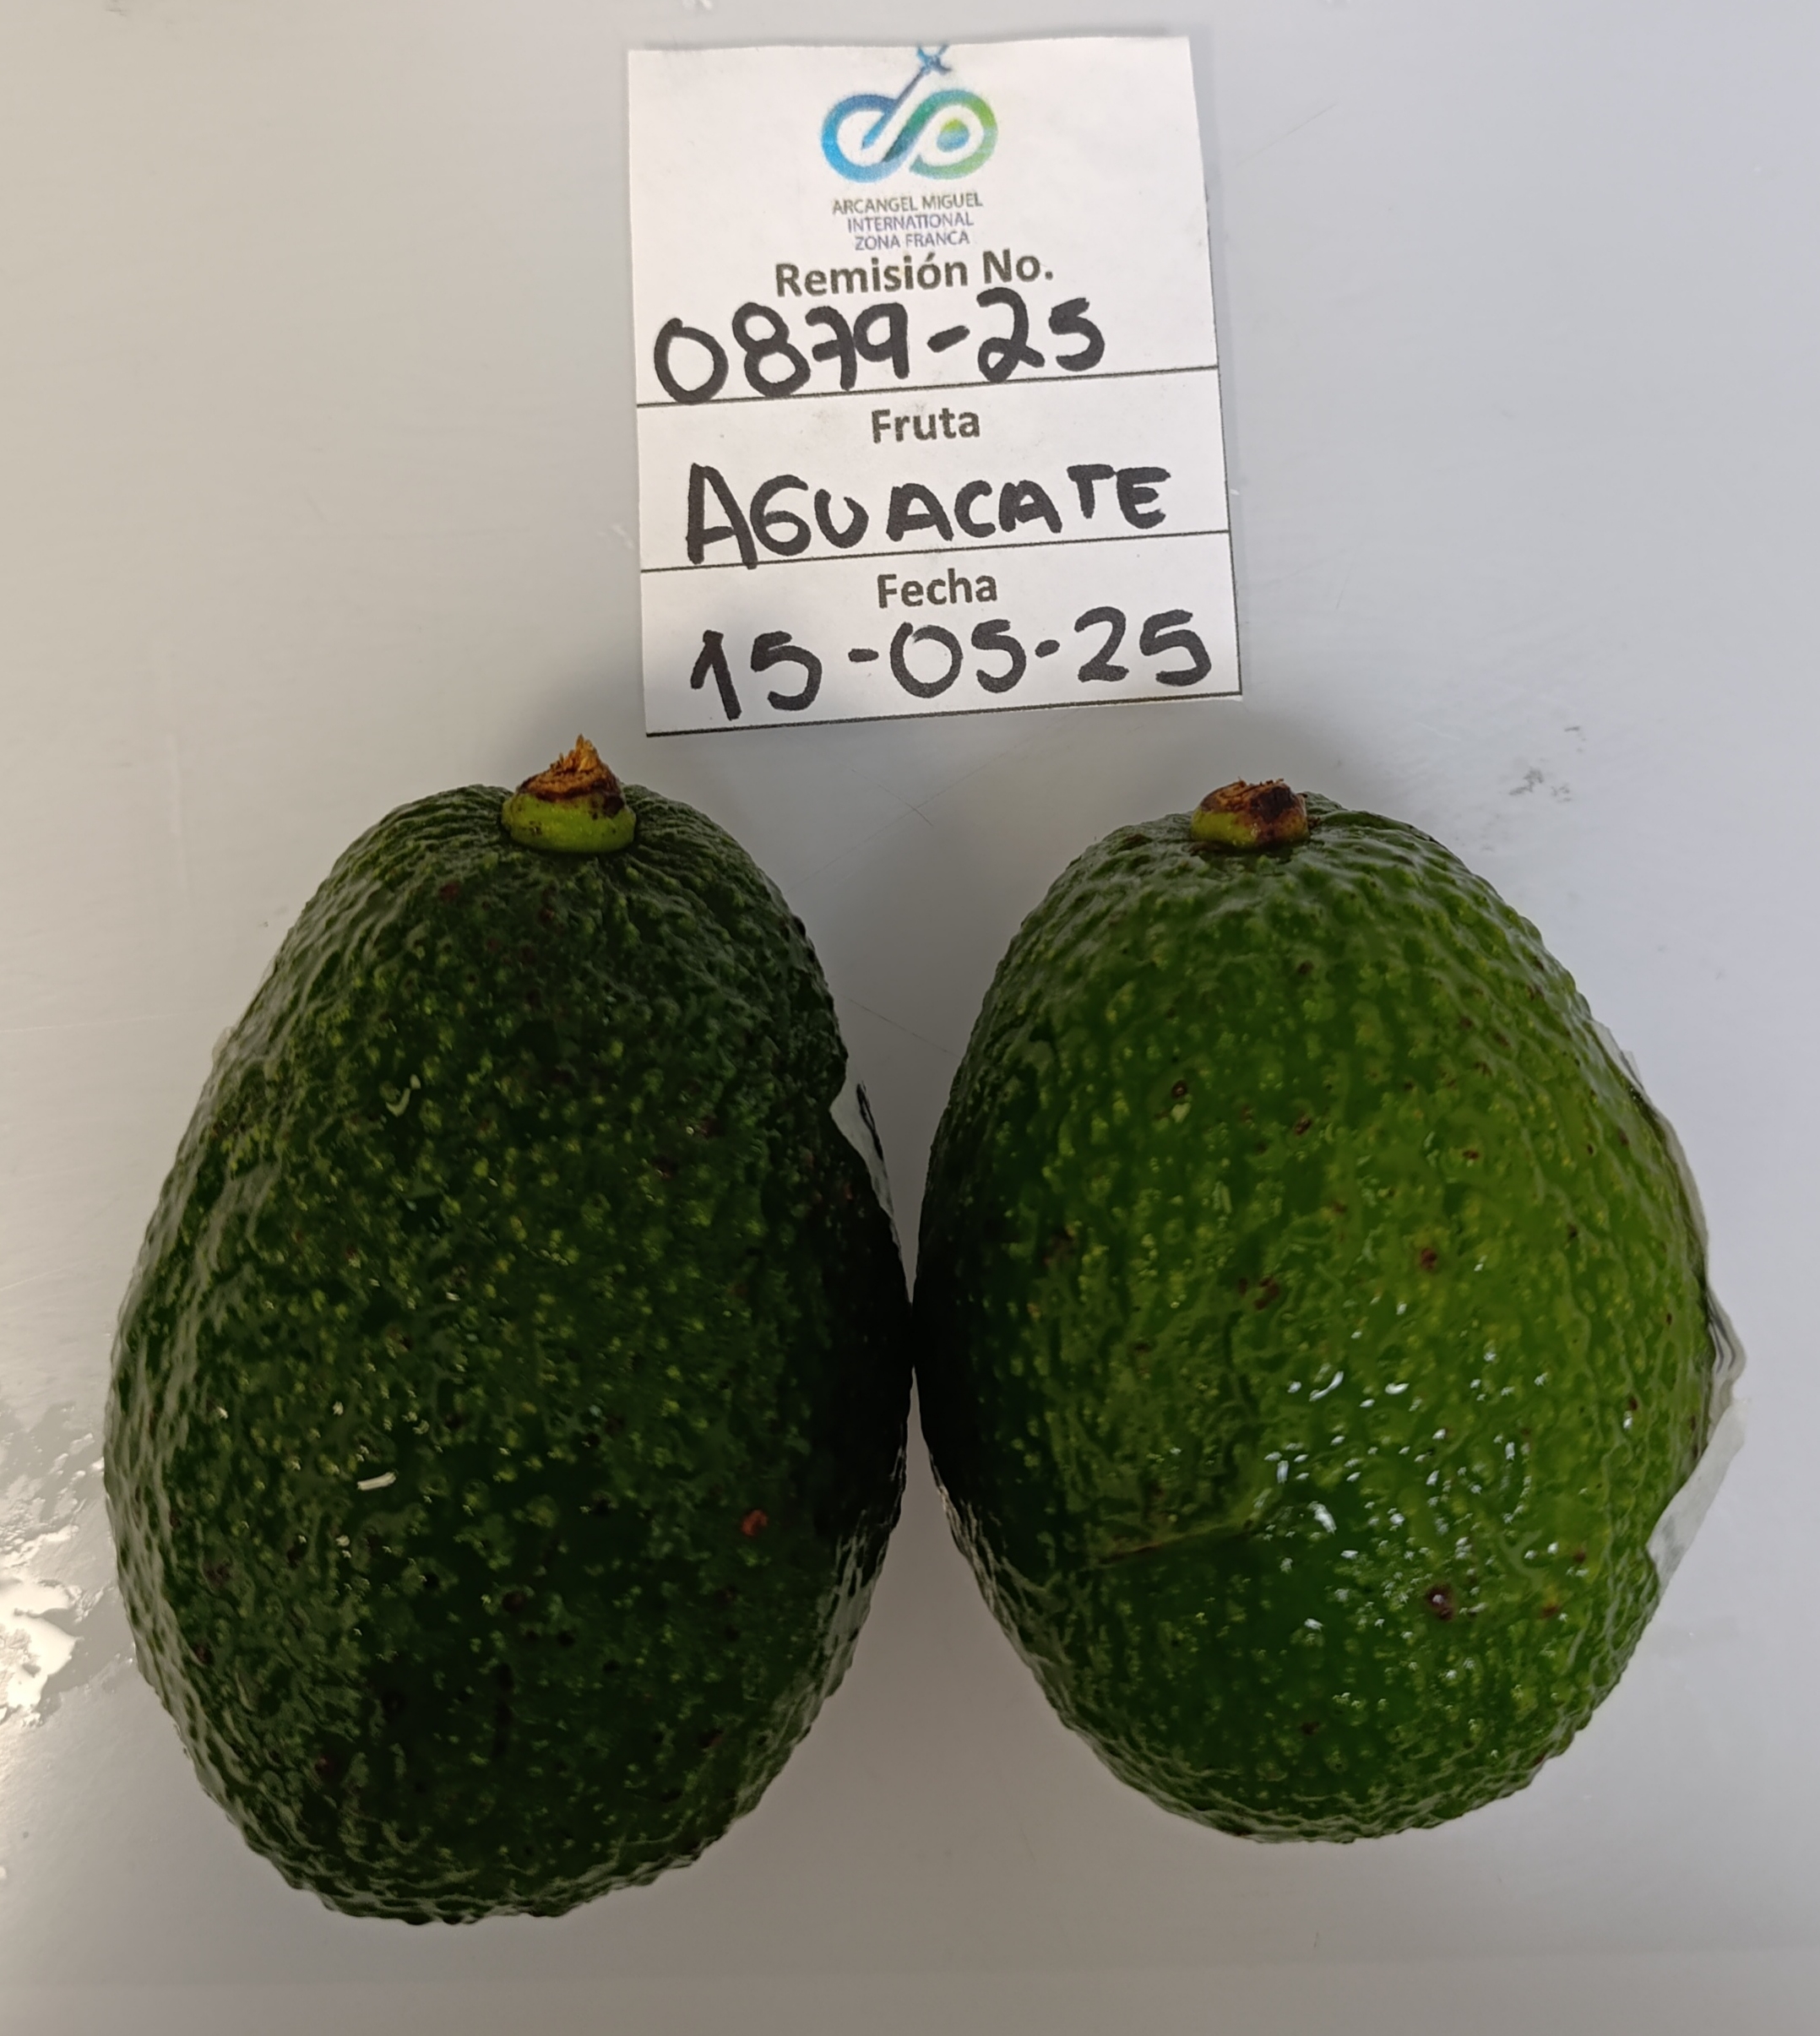 ARCANGEL MIGUEL
INTERNATIONAL
ZONA FRANCA
Remisión No.
0879-25
Fruta
AGUACATE
Fecha
15-05-25